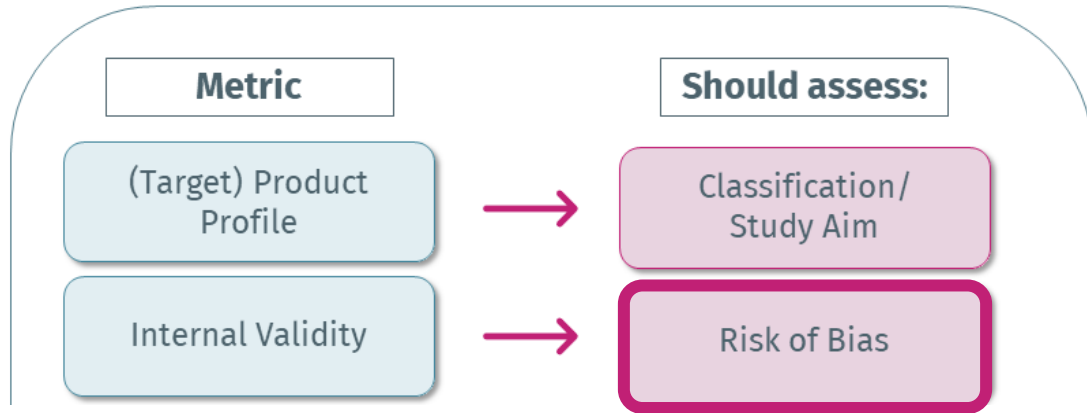 Metric
Should assess:
(Target) Product
Profile
Classification/
Study Aim
Internal Validity
Risk of Bias